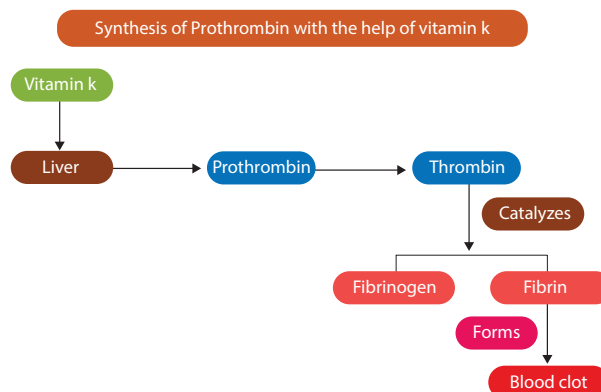 Synthesis of Prothrombin with the help of vitamin k
Vitamin k
Liver
Prothrombin
Thrombin
Catalyzes
Fibrinogen
Fibrin
Forms
Blood clot